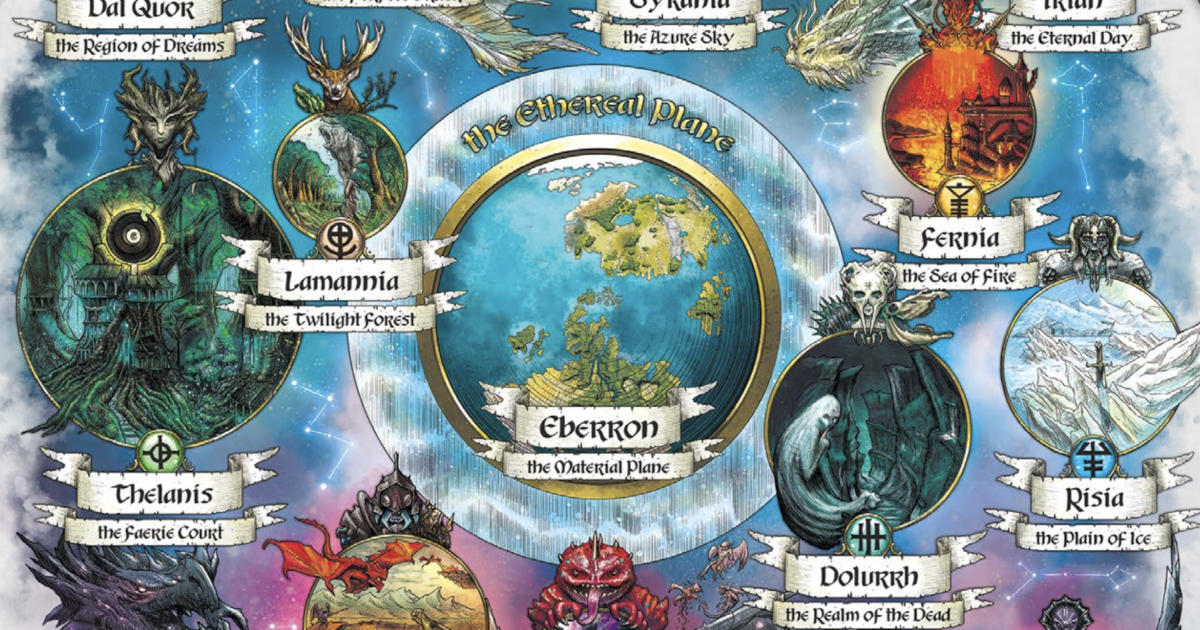 Dal Quor
the Region of Dreams
Syrania
the Azure Sky
Irian
the Eternal Day
the Ethereal Plane
Fernia
the Sea of Fire
Lamannia
the Twilight Forest
Eberron
the Material Plane
Thelanis
the Faerie Court
Risia
the Plain of Ice
Dolurrh
the Realm of the Dead